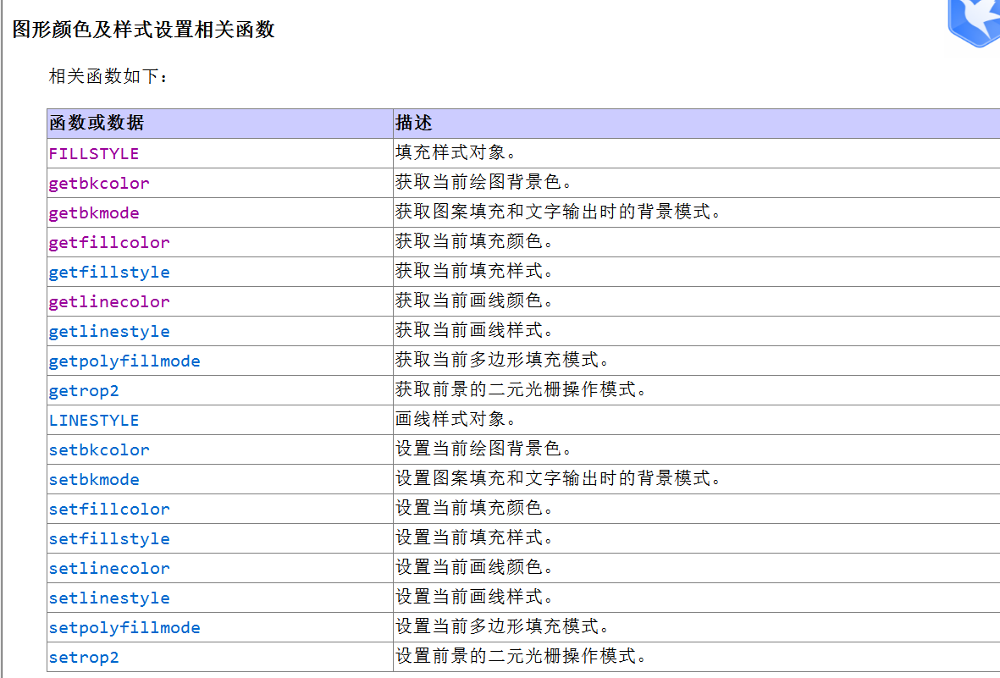 图形颜色及样式设置相关函数
相关函数如下：
函数或数据 描述
FILLSTYLE 填充样式对象。
getbkcolor 获取当前绘图背景色。
getbkmode 获取图案填充和文字输出时的背景模式。
getfillcolor 获取当前填充颜色。
getfillstyle 获取当前填充样式。
getlinecolor 获取当前画线颜色。
getlinestyle 获取当前画线样式。
getpolyfillmode 获取当前多边形填充模式。
getrop2 获取前景的二元光栅操作模式。
LINESTYLE 画线样式对象。
setbkcolor 设置当前绘图背景色。
setbkmode 设置图案填充和文字输出时的背景模式。
setfillcolor 设置当前填充颜色。
setfillstyle 设置当前填充样式。
setlinecolor 设置当前画线颜色。
setlinestyle 设置当前画线样式。
setpolyfillmode 设置当前多边形填充模式。
setrop2 设置前景的二元光栅操作模式。